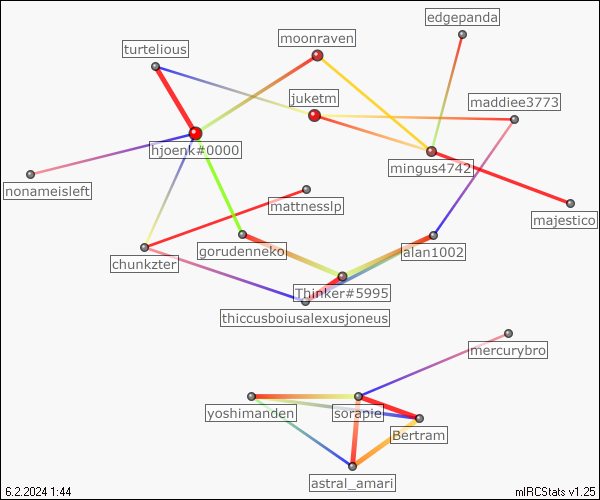 edgepanda
moonraven
turtelious
juketm
maddiee3773
hjoenk#0000
mingus4742
nonameisleft
mattnesslp
majestico
gorudenneko
alan1002
chunkzter
Thinker#5995
thiccusboiusalexusjoneus
mercurybro
yoshimanden
sorapie
Bertram
astral_amari
6.2.2024 1:44
mIRCStats v1.25